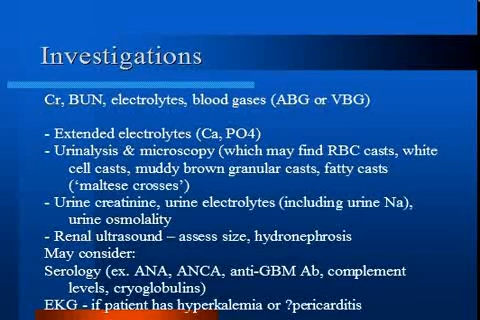 Investigations
Cr, BUN, electrolytes, blood gases (ABG or VBG)
- Extended electrolytes (Ca, PO4)
- Urinalysis & microscopy (which may find RBC casts, white
cell casts, muddy brown granular casts, fatty casts
('maltese crosses')
- Urine creatinine, urine electrolytes (including urine Na),
urine osmolality
- Renal ultrasound – assess size, hydronephrosis
May consider:
Serology (ex. ANA, ANCA, anti-GBM Ab, complement
levels, cryoglobulins)
EKG - if patient has hyperkalemia or ?pericarditis